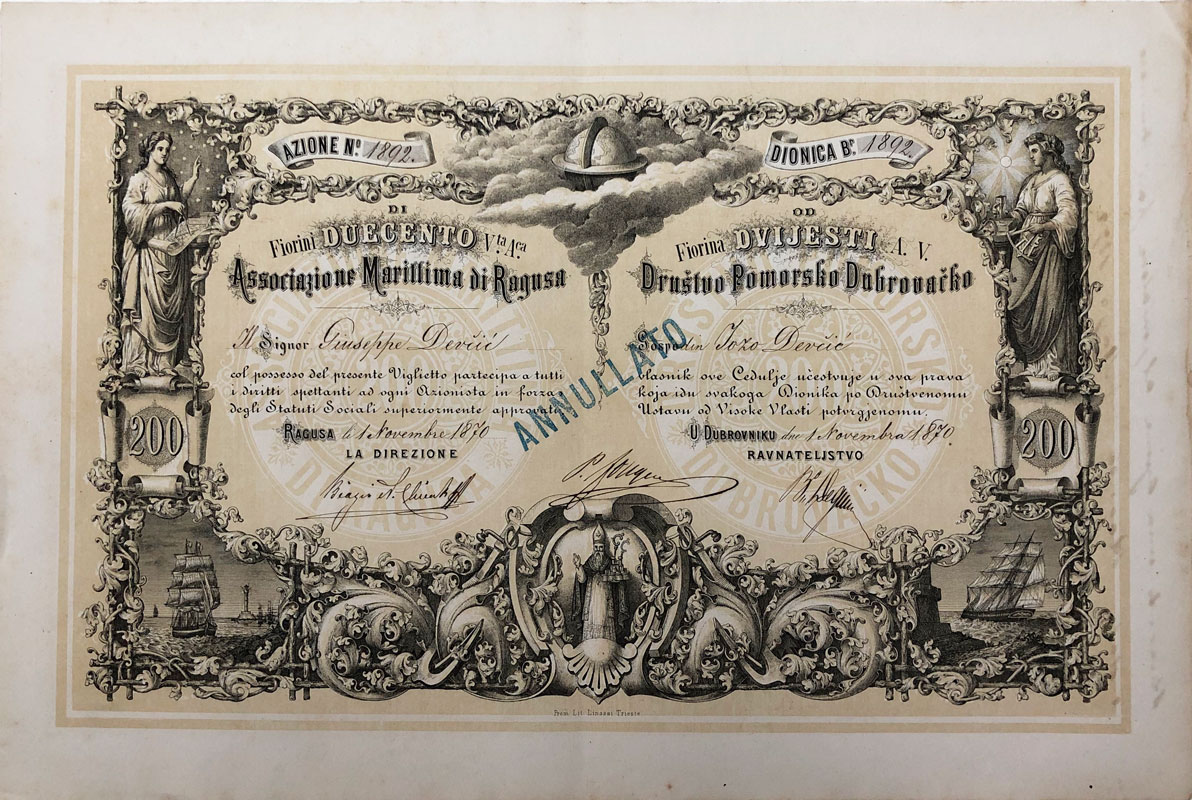 AZIONE Nº 1892.
DI
Fiorini DUECENTO V.ta A.ca
Associazione Marittima di Ragusa
Il Signor Giuseppe Devčić
col possesso del presente Viglietto partecipa a tutti
i diritti spettanti ad ogni Azionista in forza
degli Statuti Sociali superiormente approvati.
RAGUSA li 1 Novembre 1870
LA DIREZIONE
DIONICA Br. 1892.
OD
Fiorina DVIJESTI A. V.
Društvo Pomorsko Dubrovačko
Gospodin Jozo Devčić
vlasnik ove Cedulje učestvuje u sva prava
koja idu svakoga Dionika po Društvenomu
Ustavu od Visoke Vlasti potvrgjenomu.
U DUBROVNIKU dne 1 Novembra 1870.
RAVNATELJSTVO
ANNULLATO
200
200
Prem. Lit. Linassi Trieste